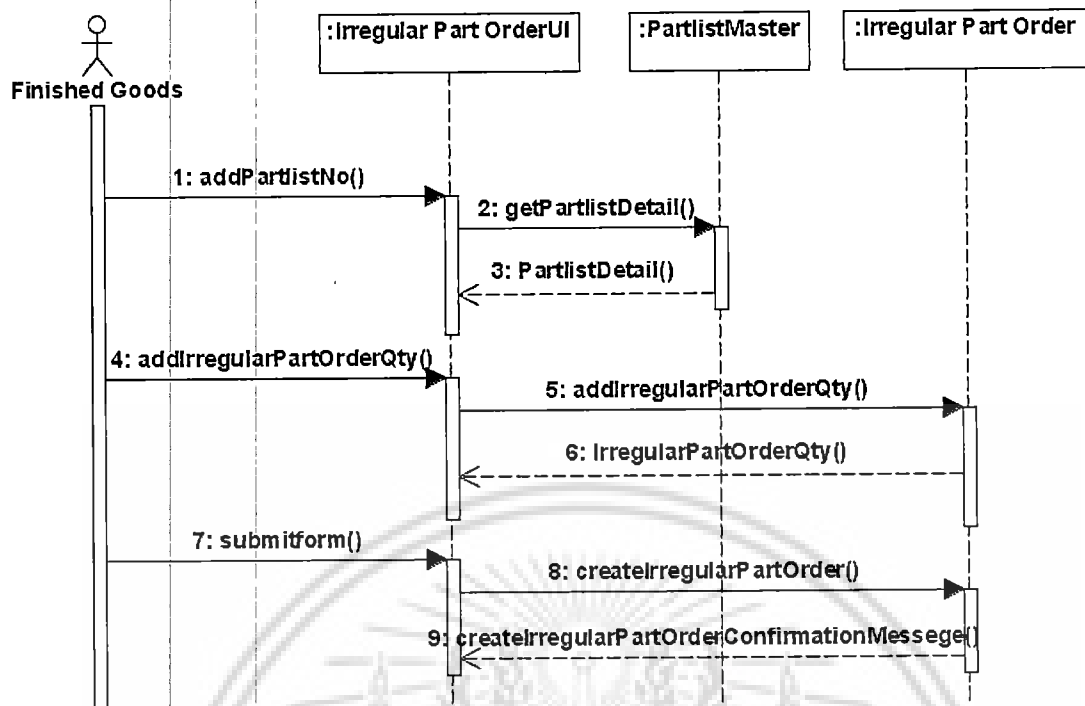 :Irregular Part OrderUI
:PartlistMaster
:Irregular Part Order
Finished Goods
1: addPartlistNo()
2: getPartlistDetail()
3: PartlistDetail()
4: addIrregularPartOrderQty()
5: addIrregularPartOrderQty()
6: IrregularPartOrderQty()
7: submitform()
8: createIrregularPartOrder()
9: createIrregularPartOrderConfirmationMessege()